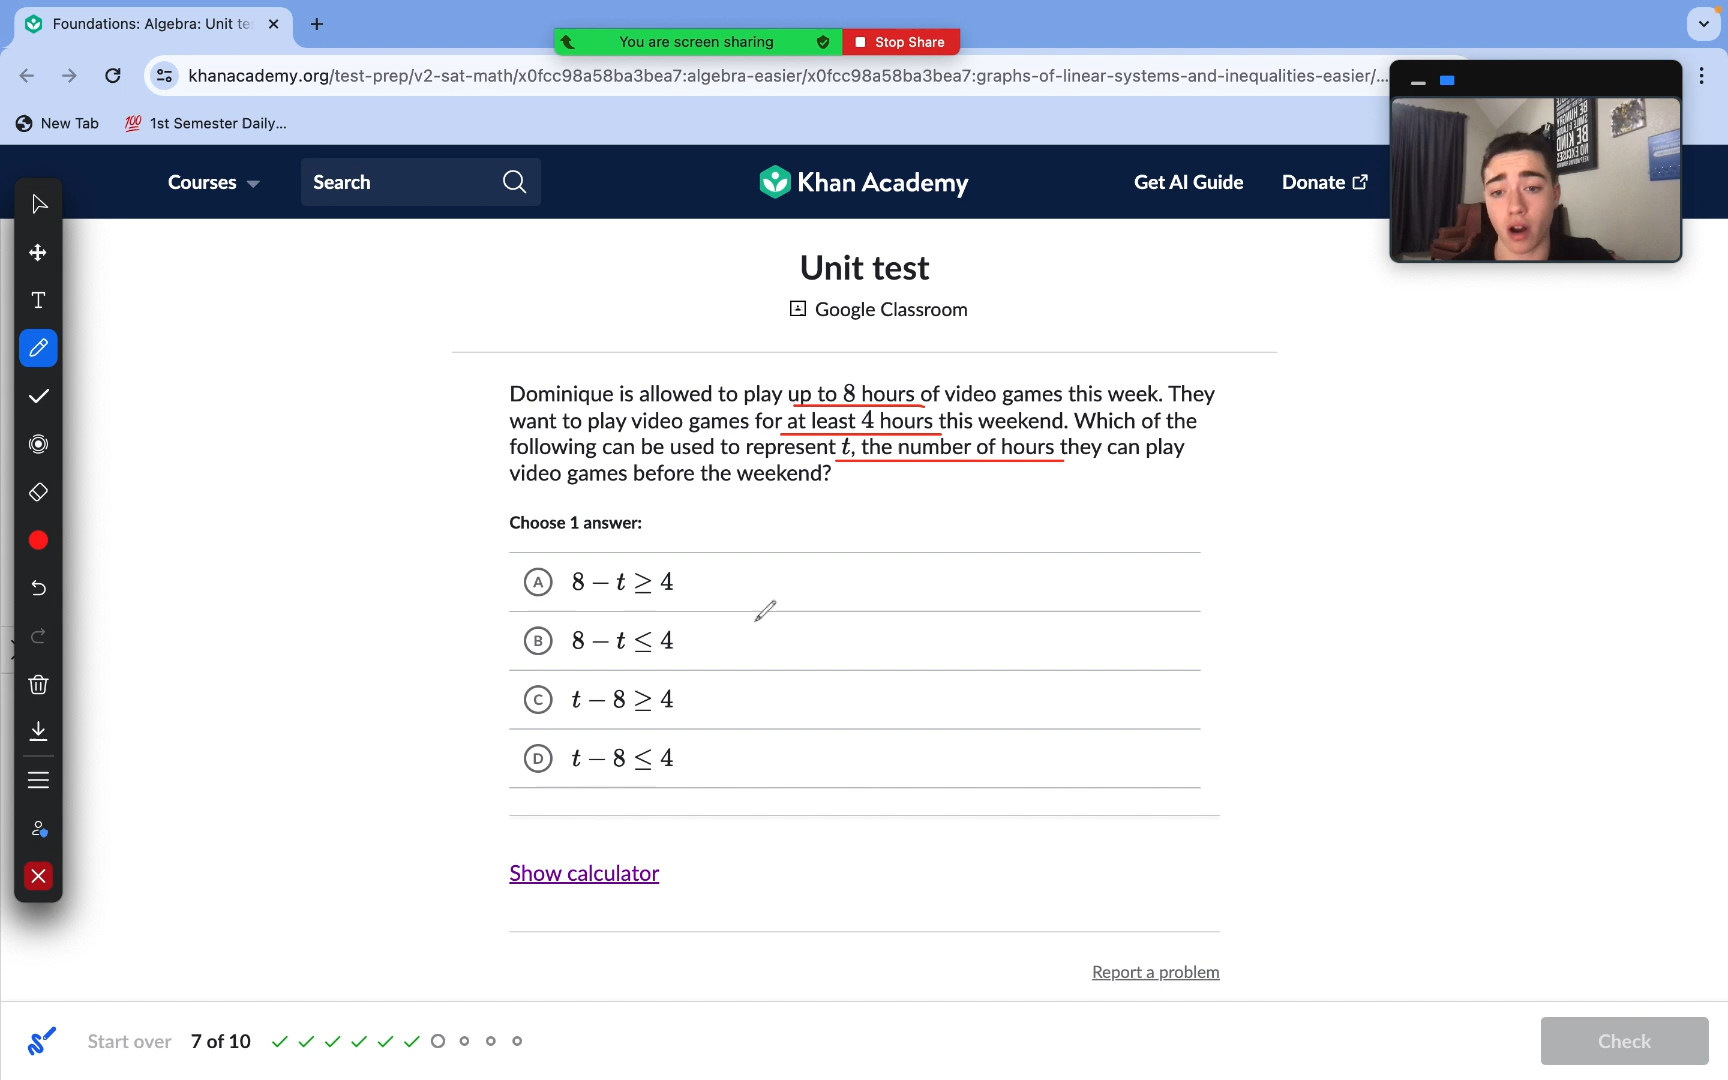 Foundations: Algebra: Unit te
You are screen sharing
Stop Share
khanacademy.org/test-prep/v2-sat-math/x0fcc98a58ba3bea7:algebra-easier/x0fcc98a58ba3bea7:graphs-of-linear-systems-and-inequalities-easier/...
New Tab
100 1st Semester Daily...
Courses
Search
Khan Academy
Get AI Guide
Donate
Unit test
Google Classroom
Dominique is allowed to play up to 8 hours of video games this week. They
want to play video games for at least 4 hours this weekend. Which of the
following can be used to represent t, the number of hours they can play
video games before the weekend?
Choose 1 answer:
A 8 − t ≥ 4
B 8 − t ≤ 4
C t − 8 ≥ 4
D t − 8 ≤ 4
Show calculator
Report a problem
Start over 7 of 10
Check
T
BE KIND